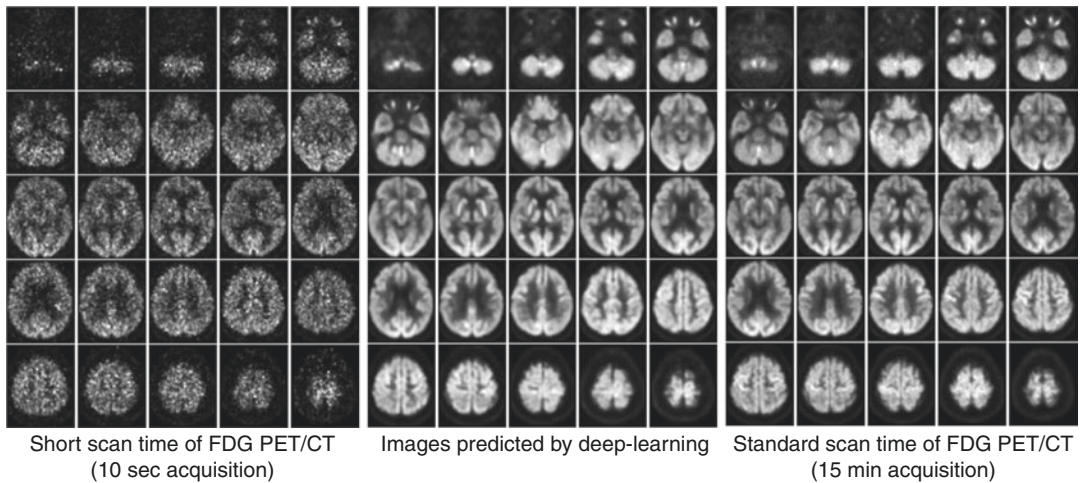 Short scan time of FDG PET/CT
(10 sec acquisition)
Images predicted by deep-learning
Standard scan time of FDG PET/CT
(15 min acquisition)